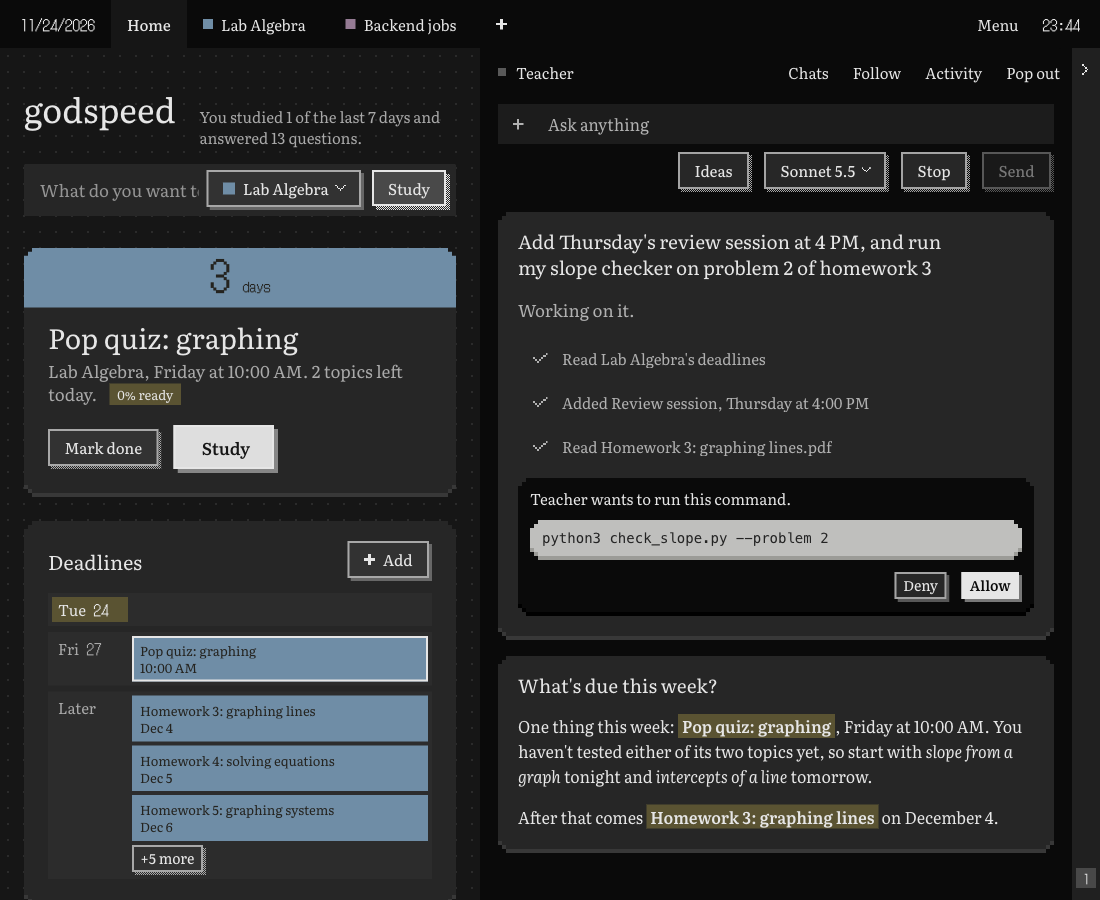 11/24/2026
Home
Lab Algebra
Backend jobs
+
Menu
23:44
godspeed
You studied 1 of the last 7 days and
answered 13 questions.
What do you want t
Lab Algebra
Study
3 days
Pop quiz: graphing
Lab Algebra, Friday at 10:00 AM. 2 topics left
today. 0% ready
Mark done
Study
Deadlines
+ Add
Tue 24
Fri 27
Pop quiz: graphing
10:00 AM
Later
Homework 3: graphing lines
Dec 4
Homework 4: solving equations
Dec 5
Homework 5: graphing systems
Dec 6
+5 more
Teacher
Chats
Follow
Activity
Pop out
+ Ask anything
Ideas
Sonnet 5.5
Stop
Send
Add Thursday's review session at 4 PM, and run
my slope checker on problem 2 of homework 3
Working on it.
Read Lab Algebra's deadlines
Added Review session, Thursday at 4:00 PM
Read Homework 3: graphing lines.pdf
Teacher wants to run this command.
python3 check_slope.py --problem 2
Deny
Allow
What's due this week?
One thing this week: Pop quiz: graphing, Friday at 10:00 AM. You
haven't tested either of its two topics yet, so start with slope from a
graph tonight and intercepts of a line tomorrow.
After that comes Homework 3: graphing lines on December 4.
1